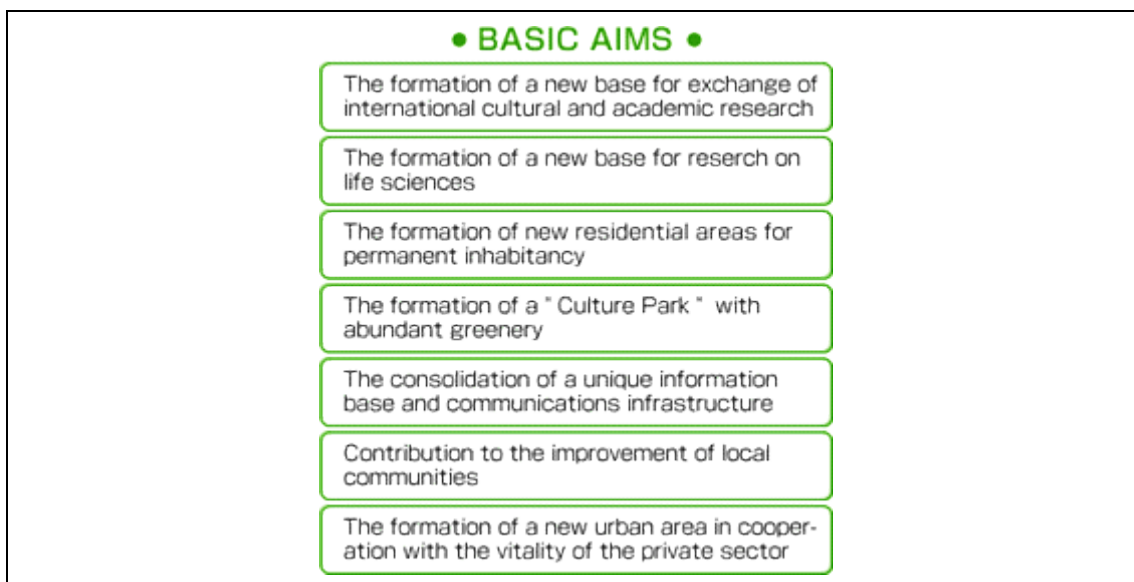 • BASIC AIMS •
The formation of a new base for exchange of
international cultural and academic research
The formation of a new base for reserch on
life sciences
The formation of new residential areas for
permanent inhabitancy
The formation of a " Culture Park " with
abundant greenery
The consolidation of a unique information
base and communications infrastructure
Contribution to the improvement of local
communities
The formation of a new urban area in cooper-
ation with the vitality of the private sector